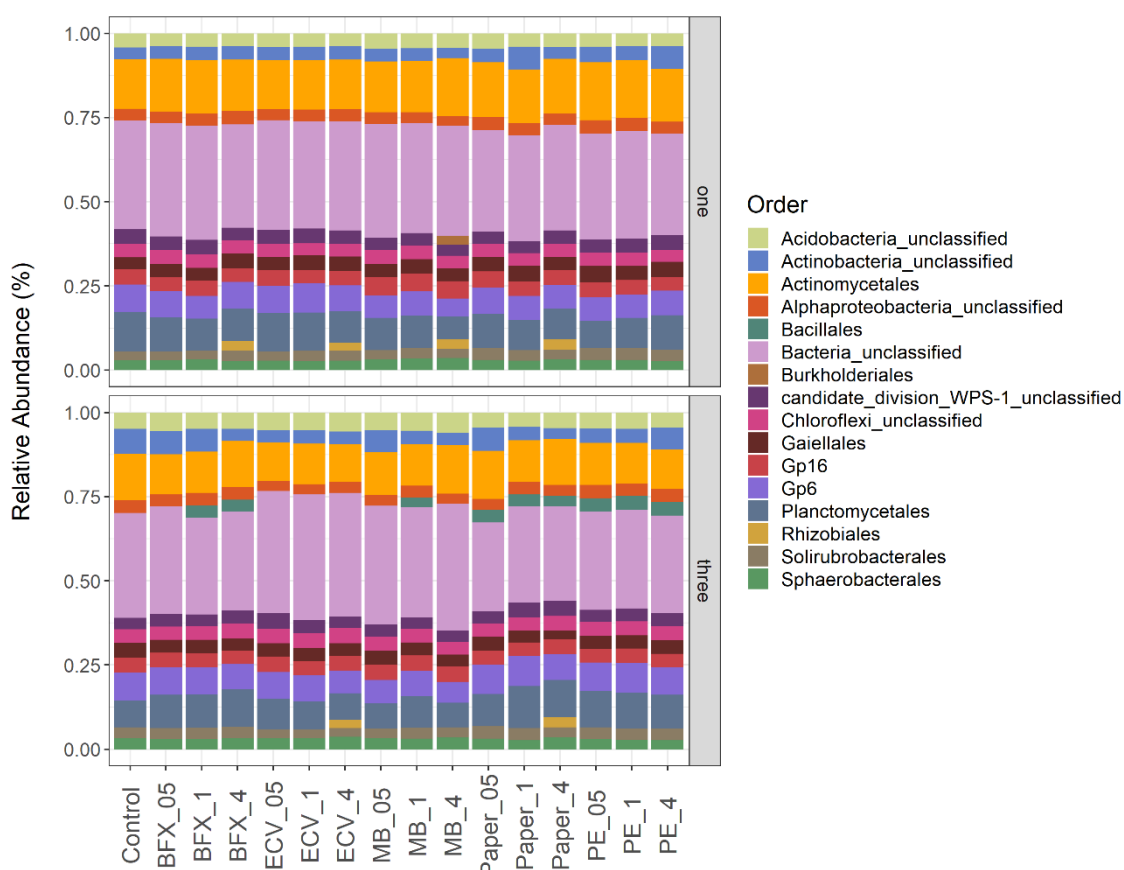 Relative Abundance (%)
1.00
0.75
0.50
0.25
0.00
one
1.00
0.75
0.50
0.25
0.00
three
Control
BFX_05
BFX_1
BFX_4
ECV_05
ECV_1
ECV_4
MB_05
MB_1
MB_4
Paper_05
Paper_1
Paper_4
PE_05
PE_1
PE_4
Order
Acidobacteria_unclassified
Actinobacteria_unclassified
Actinomycetales
Alphaproteobacteria_unclassified
Bacillales
Bacteria_unclassified
Burkholderiales
candidate_division_WPS-1_unclassified
Chloroflexi_unclassified
Gaiellales
Gp16
Gp6
Planctomycetales
Rhizobiales
Solirubrobacterales
Sphaerobacterales